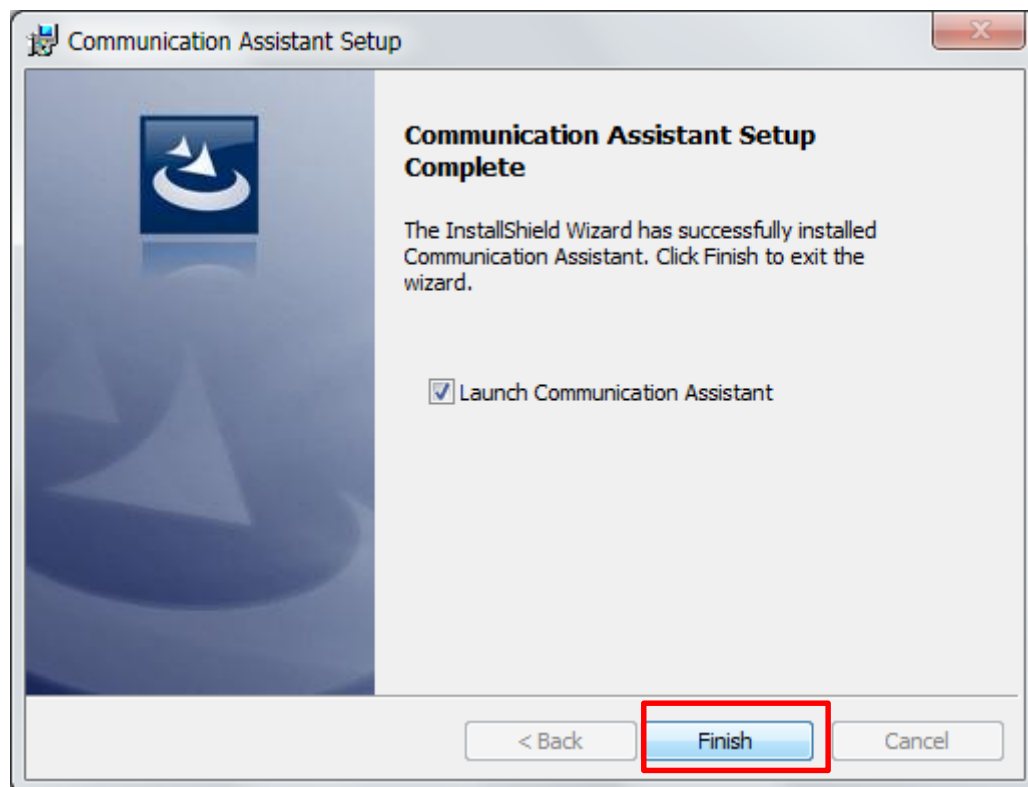 Communication Assistant Setup
Communication Assistant Setup
Complete
The InstallShield Wizard has successfully installed
Communication Assistant. Click Finish to exit the
wizard.
Launch Communication Assistant
< Back
Finish
Cancel